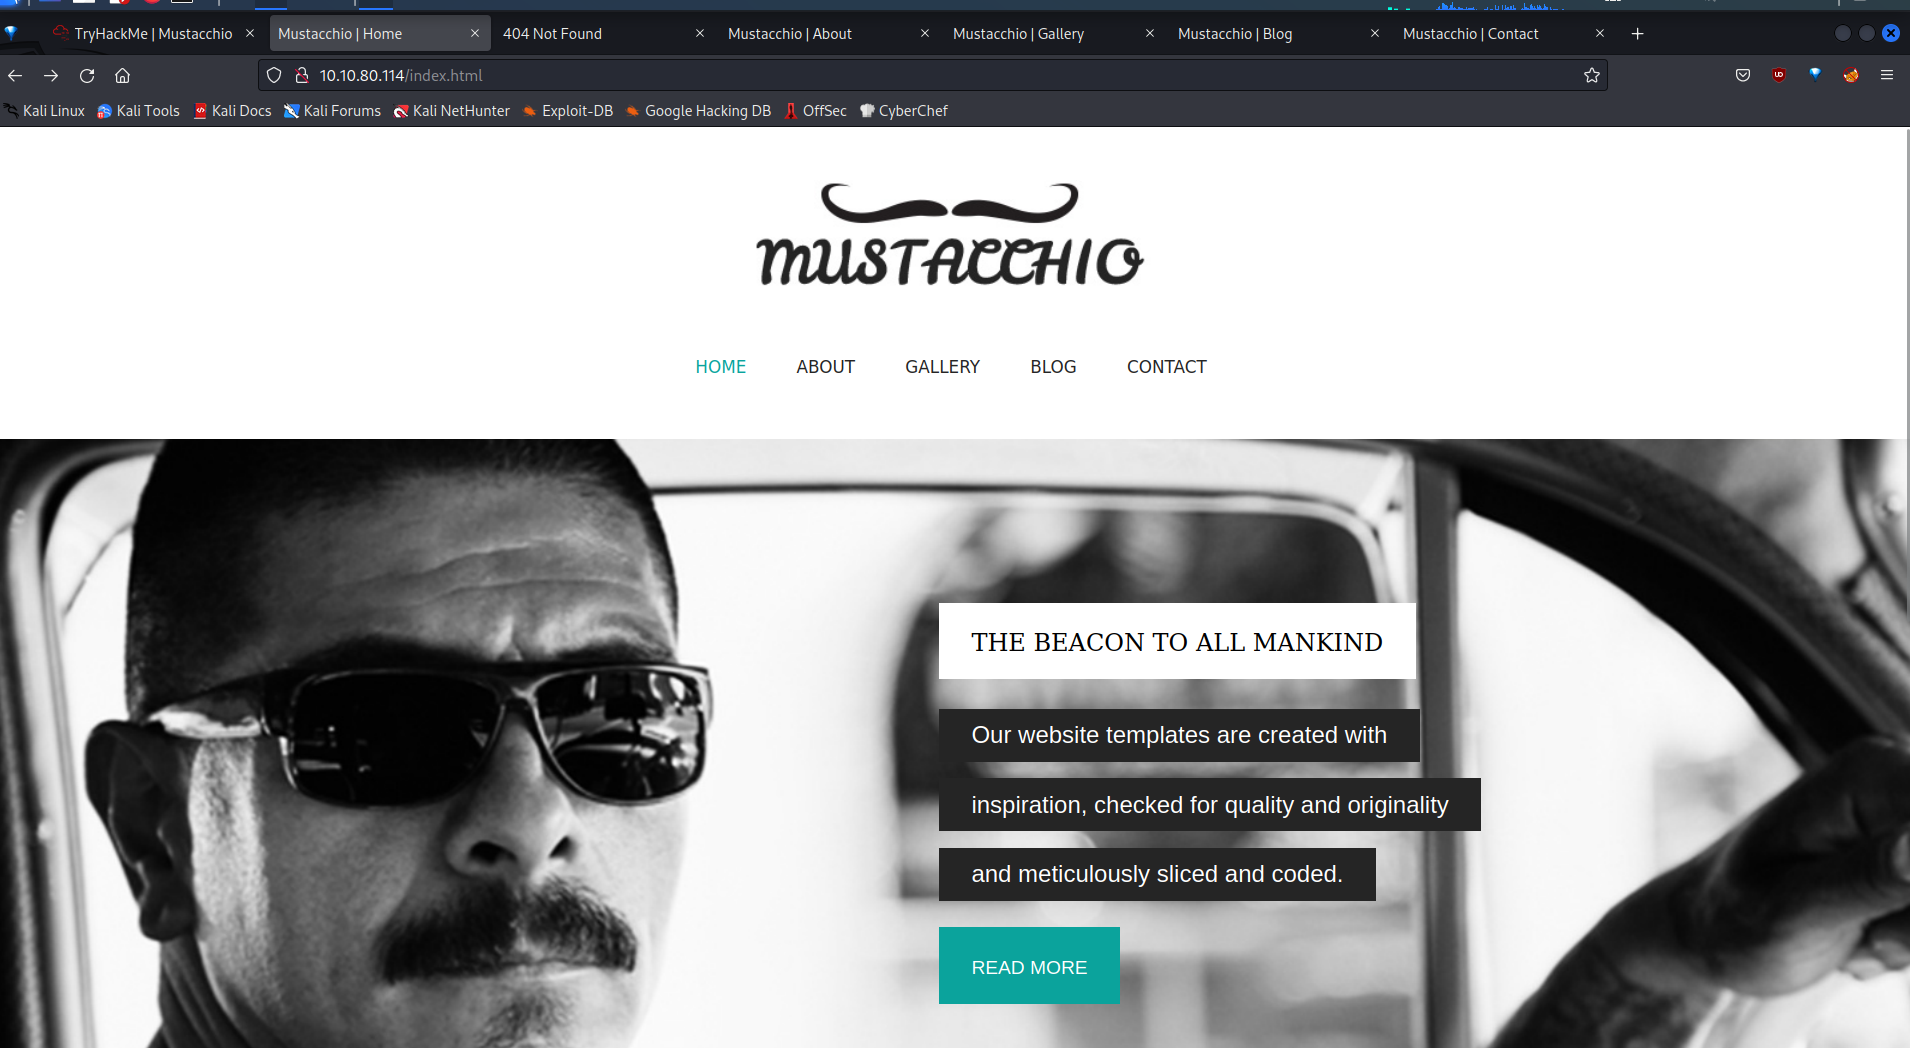 TryHackMe | Mustacchio
Mustacchio | Home
404 Not Found
Mustacchio | About
Mustacchio | Gallery
Mustacchio | Blog
Mustacchio | Contact
10.10.80.114/index.html
Kali Linux
Kali Tools
Kali Docs
Kali Forums
Kali NetHunter
Exploit-DB
Google Hacking DB
OffSec
CyberChef
MUSTACCHIO
HOME
ABOUT
GALLERY
BLOG
CONTACT
THE BEACON TO ALL MANKIND
Our website templates are created with
inspiration, checked for quality and originality
and meticulously sliced and coded.
READ MORE